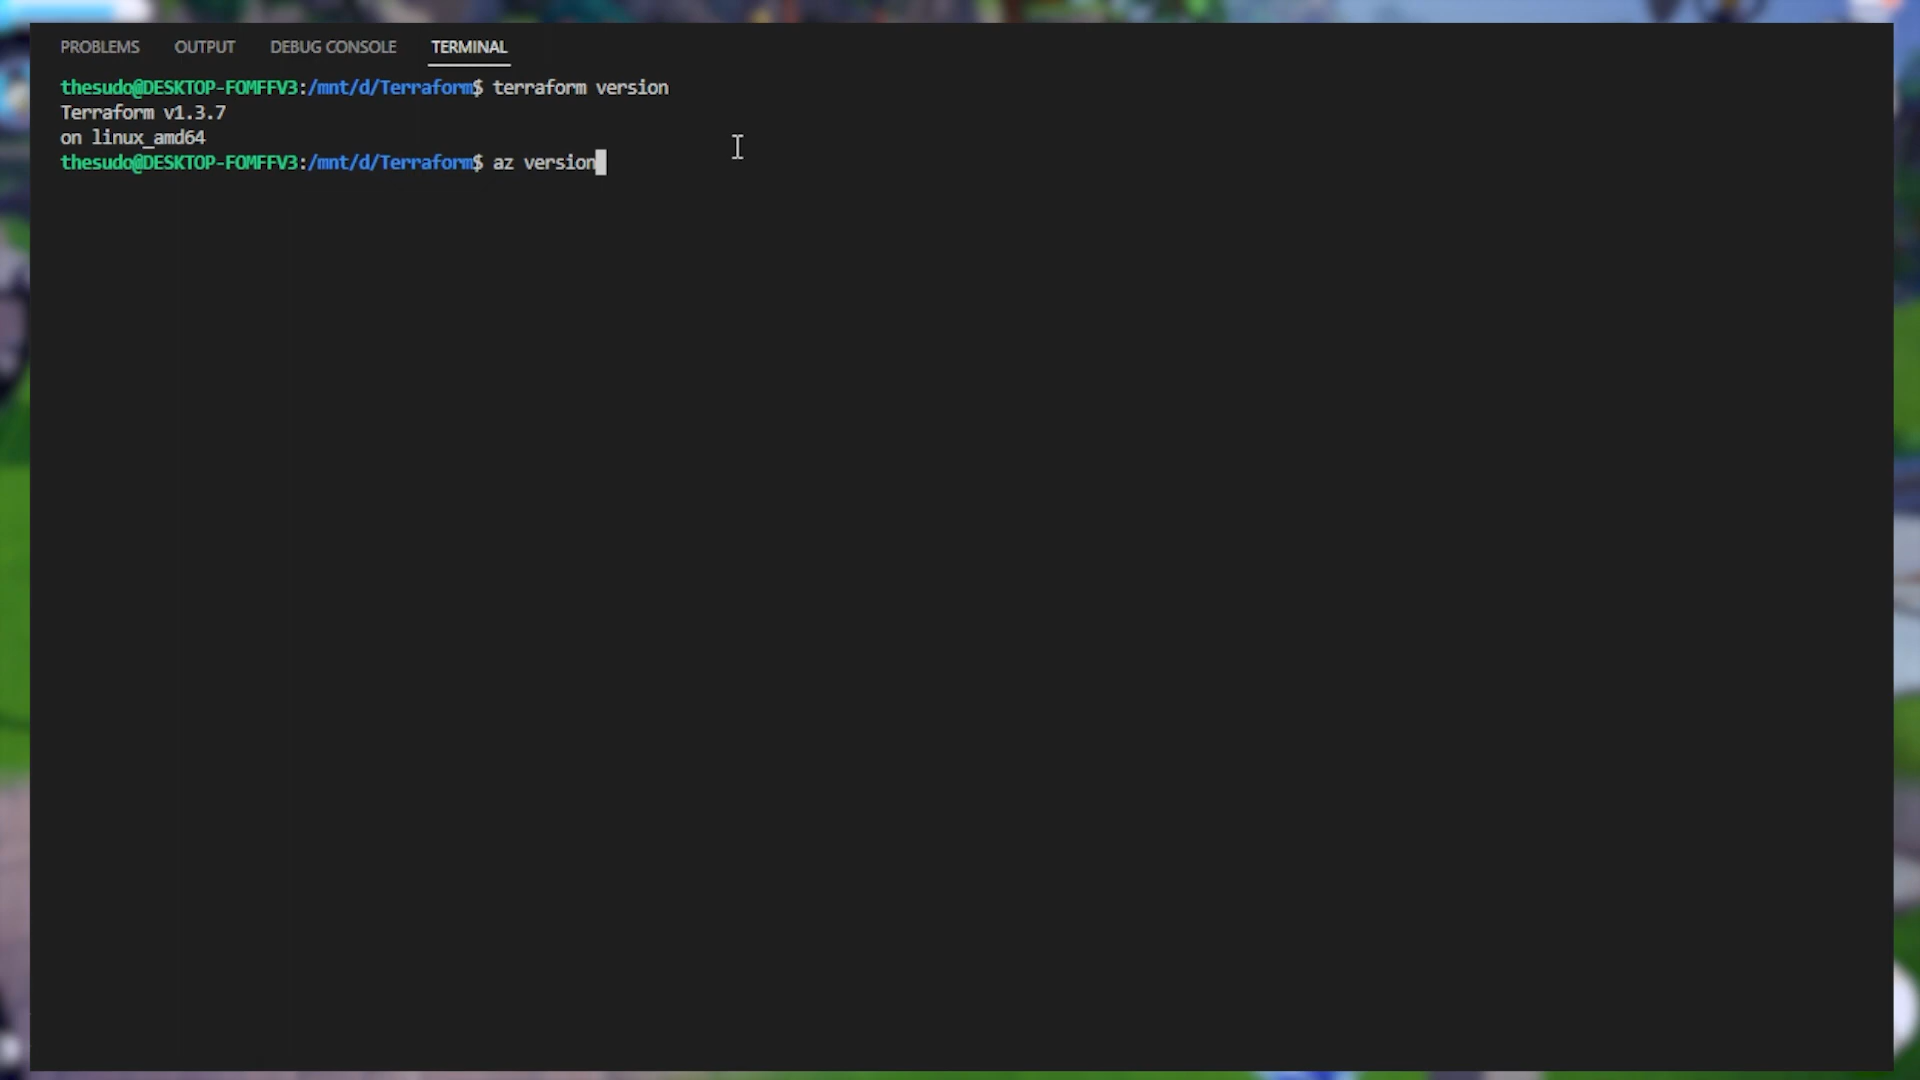 PROBLEMS OUTPUT DEBUG CONSOLE TERMINAL
thesudo@DESKTOP-FOMFFV3:/mnt/d/Terraform$ terraform version
Terraform v1.3.7
on linux_amd64
thesudo@DESKTOP-FOMFFV3:/mnt/d/Terraform$ az version